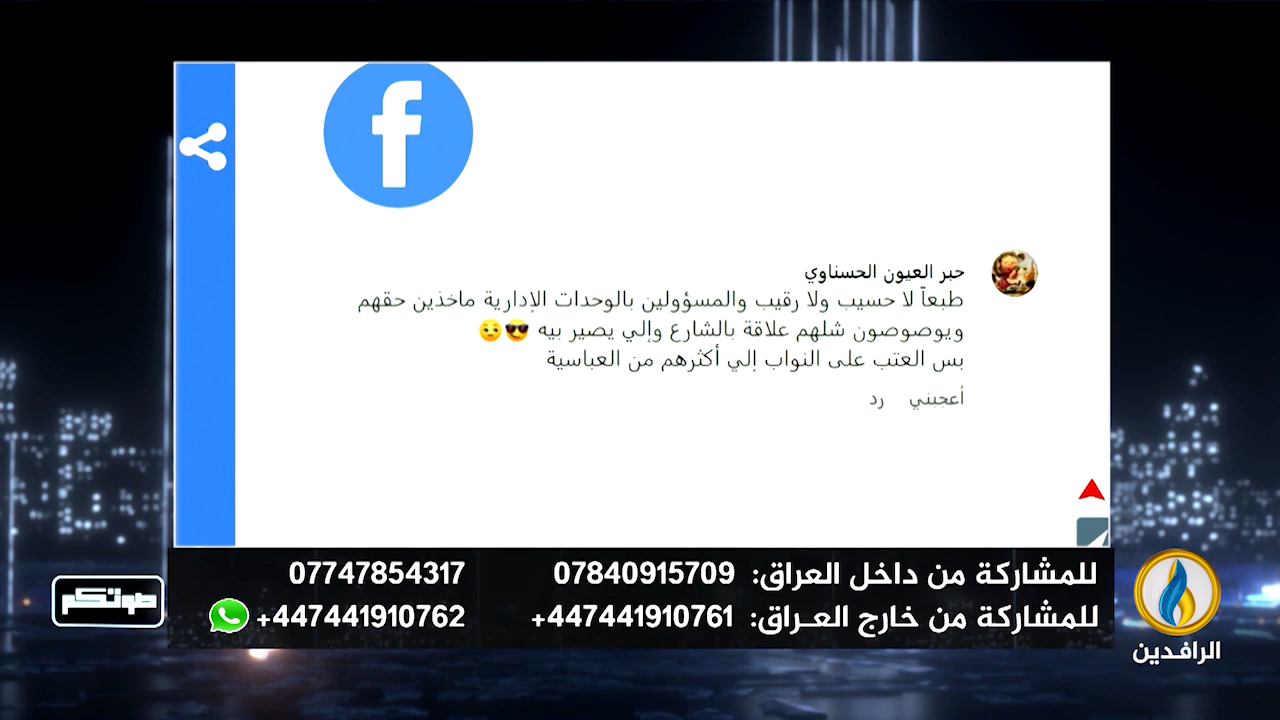 f
حبر العيون الحسناوي
طبعاً لا حسيب ولا رقيب والمسؤولين بالوحدات الإدارية ماخذين حقهم
ويوصوصون شلهم علاقة بالشارع وإلي يصير بيه 😎😒
بس العتب على النواب إلي أكثرهم من العباسية
أعجبني رد
للمشاركة من داخل العراق: 07840915709 07747854317
للمشاركة من خارج العـراق: 447441910761+ 447441910762+
صوتكم
الرافدين